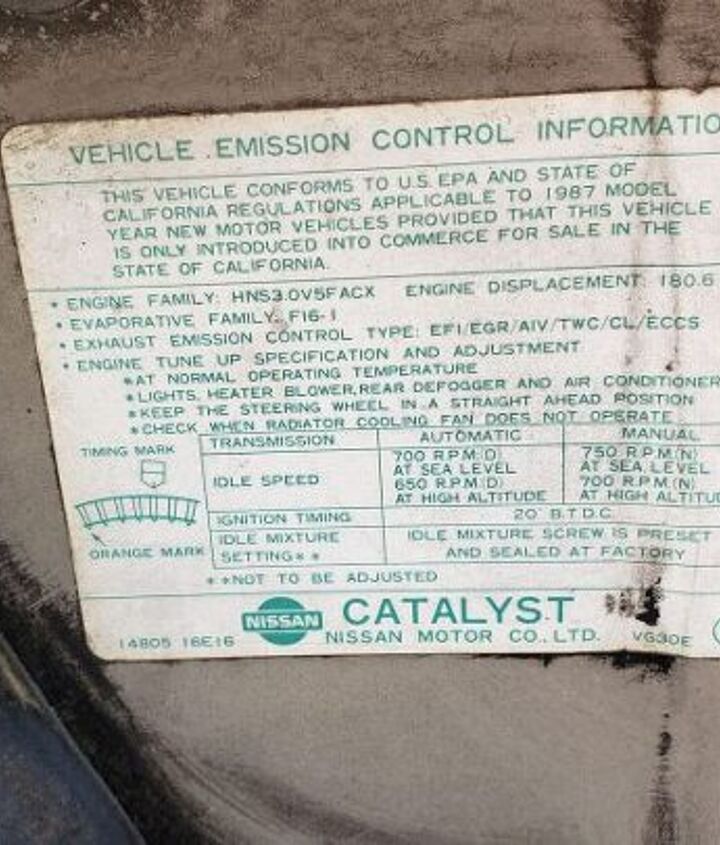 VEHICLE EMISSION CONTROL INFORMATIO
THIS VEHICLE CONFORMS TO U.S. EPA AND STATE OF
CALIFORNIA REGULATIONS APPLICABLE TO 1987 MODEL
YEAR NEW MOTOR VEHICLES PROVIDED THAT THIS VEHICLE
IS ONLY INTRODUCED INTO COMMERCE FOR SALE IN THE
STATE OF CALIFORNIA.
* ENGINE FAMILY: HNS3.0V5FACX ENGINE DISPLACEMENT: 180.6
* EVAPORATIVE FAMILY: F16-1
* EXHAUST EMISSION CONTROL TYPE: EFI/EGR/AIV/TWC/CL/ECCS
* ENGINE TUNE UP SPECIFICATION AND ADJUSTMENT
*AT NORMAL OPERATING TEMPERATURE
*LIGHTS, HEATER BLOWER, REAR DEFOGGER AND AIR CONDITIONER
*KEEP THE STEERING WHEEL IN A STRAIGHT AHEAD POSITION
*CHECK WHEN RADIATOR COOLING FAN DOES NOT OPERATE
TIMING MARK
ORANGE MARK
TRANSMISSION AUTOMATIC MANUAL
IDLE SPEED
700 R.P.M.(D)
AT SEA LEVEL
650 R.P.M.(D)
AT HIGH ALTITUDE
750 R.P.M.(N)
AT SEA LEVEL
700 R.P.M.(N)
AT HIGH ALTITU
IGNITION TIMING 20° B.T.D.C.
IDLE MIXTURE
SETTING**
IDLE MIXTURE SCREW IS PRESET
AND SEALED AT FACTORY
**NOT TO BE ADJUSTED
NISSAN CATALYST
14805 16E16 NISSAN MOTOR CO., LTD. VG30E